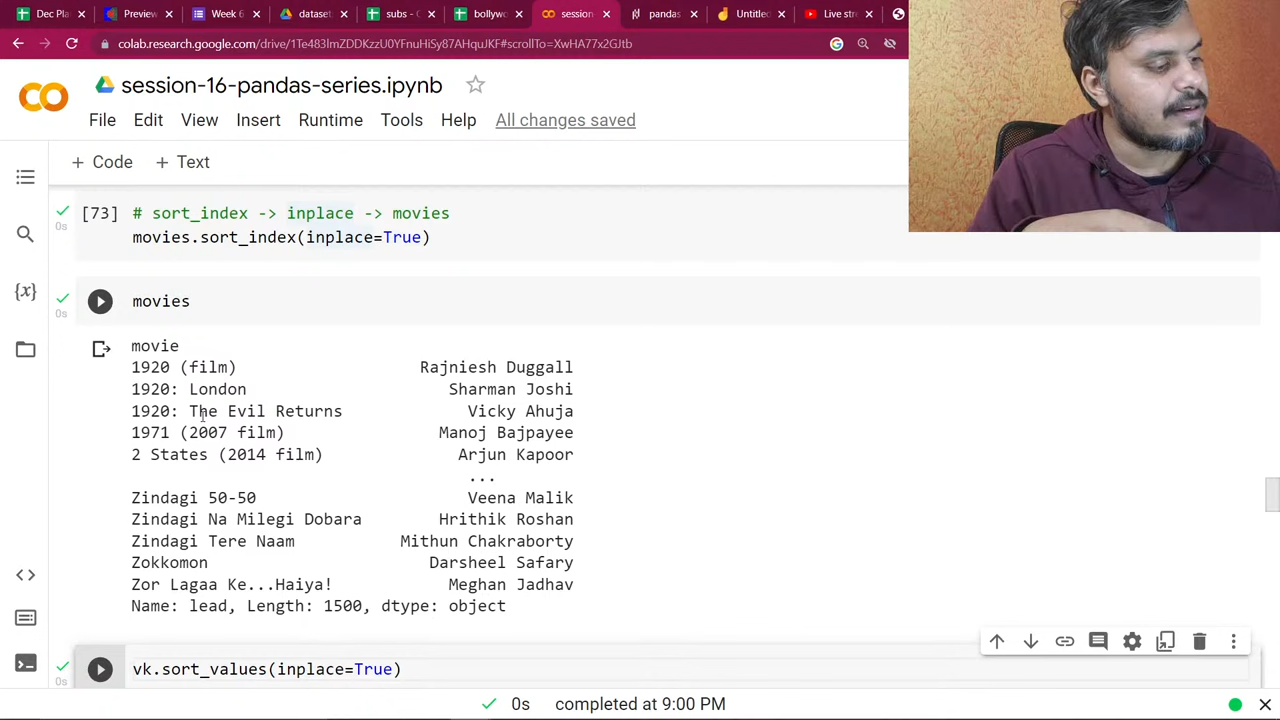 Dec Pla
Preview
Week 6
dataset
subs - G
bollywo
session
pandas
Untitle
Live str
colab.research.google.com/drive/1Te483lmZDDKzzU0YFnuHiSy87AHquJKF#scrollTo=XwHA77x2GJtb
session-16-pandas-series.ipynb
File Edit View Insert Runtime Tools Help All changes saved
+ Code + Text
[73] # sort_index -> inplace -> movies
0s
movies.sort_index(inplace=True)
movies
0s
movie
1920 (film) Rajniesh Duggall
1920: London Sharman Joshi
1920: The Evil Returns Vicky Ahuja
1971 (2007 film) Manoj Bajpayee
2 States (2014 film) Arjun Kapoor
...
Zindagi 50-50 Veena Malik
Zindagi Na Milegi Dobara Hrithik Roshan
Zindagi Tere Naam Mithun Chakraborty
Zokkomon Darsheel Safary
Zor Lagaa Ke...Haiya! Meghan Jadhav
Name: lead, Length: 1500, dtype: object
vk.sort_values(inplace=True)
0s
0s completed at 9:00 PM